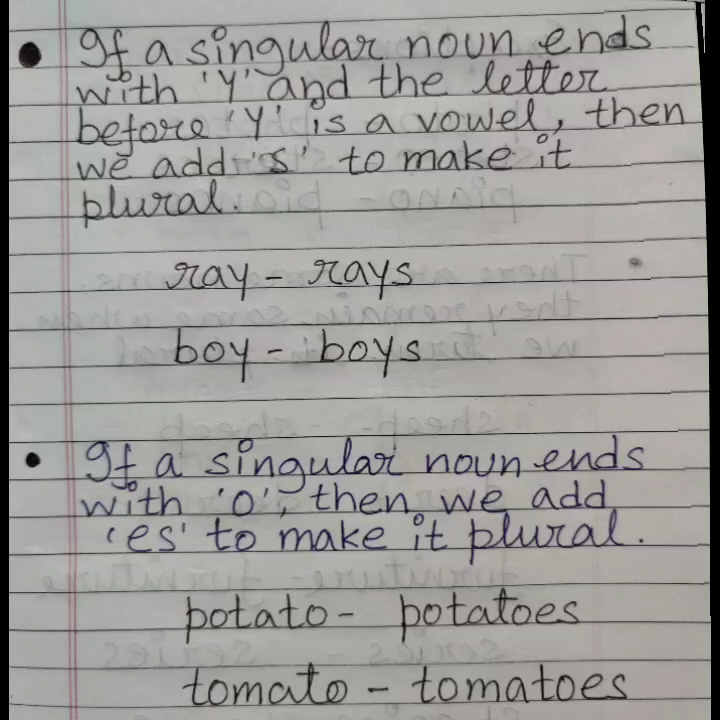 • If a singular noun ends
with 'Y' and the letter
before 'Y' is a vowel, then
we add 's' to make it
plural.
ray - rays
boy - boys
• If a singular noun ends
with 'O', then we add
'es' to make it plural.
potato - potatoes
tomato - tomatoes